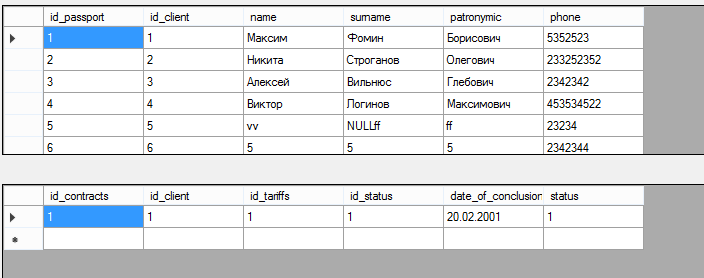 id_passport id_client name surname patronymic phone
1 1 Максим Фомин Борисович 5352523
2 2 Никита Строганов Олегович 233252352
3 3 Алексей Вильнюс Глебович 2342342
4 4 Виктор Логинов Максимович 453534522
5 5 vv NULLff ff 23234
6 6 5 5 5 2342344
id_contracts id_client id_tariffs id_status date_of_conclusion status
1 1 1 1 20.02.2001 1